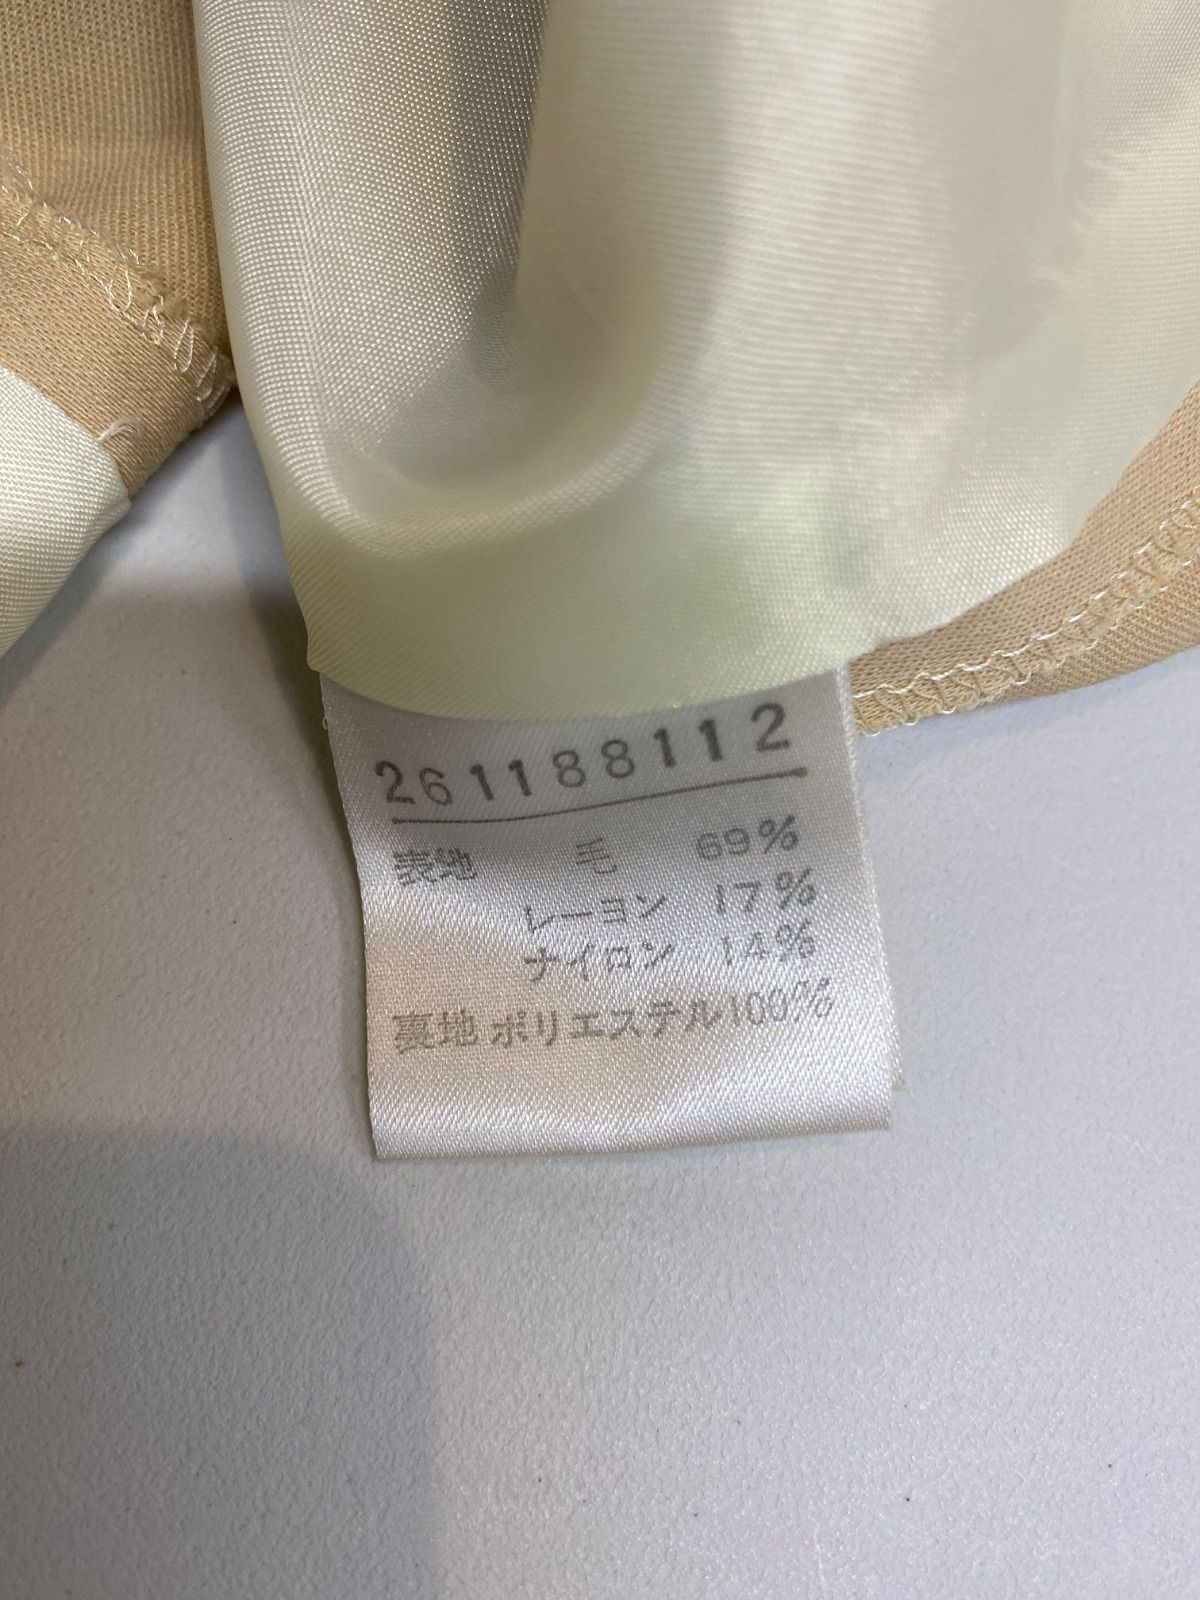 261188112
表地 毛 69%
レーヨン 17%
ナイロン 14%
裏地 ポリエステル100%